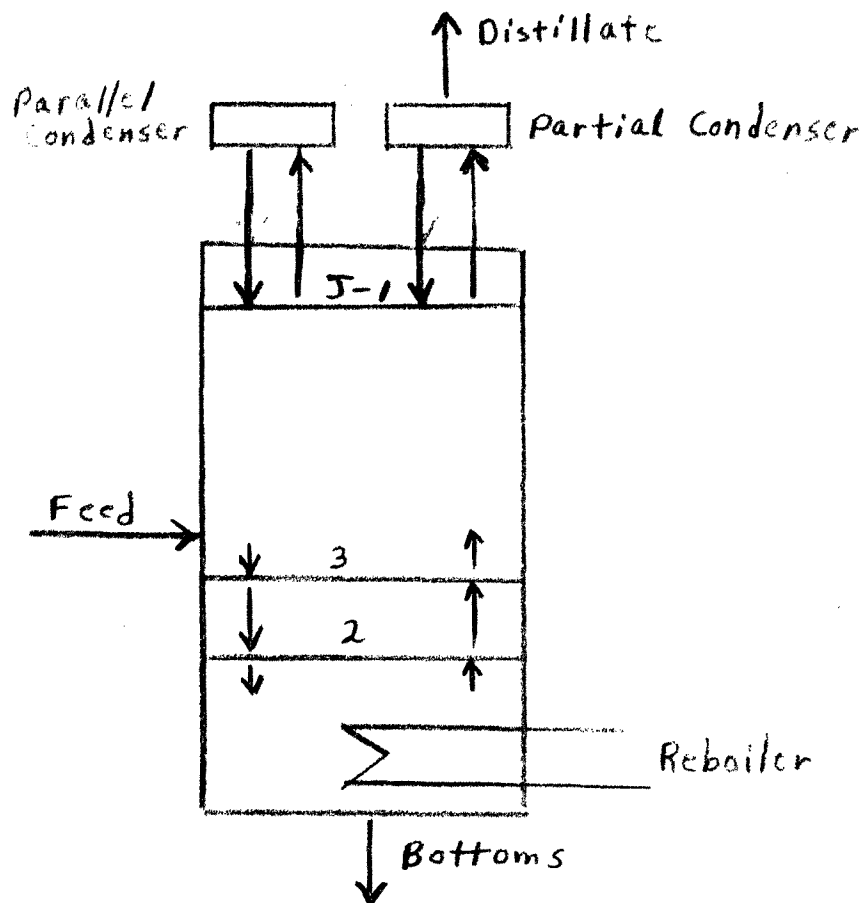 Distillate
Parallel
Condenser
Partial Condenser
J-1
Feed
3
2
Reboiler
Bottoms